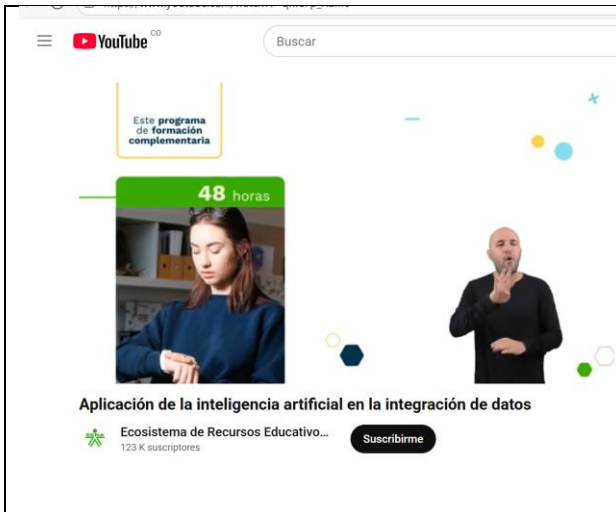 YouTube CO
Buscar
Este programa
de formación
complementaria
48 horas
Aplicación de la inteligencia artificial en la integración de datos
Ecosistema de Recursos Educativo...
123 K suscriptores
Suscribirme